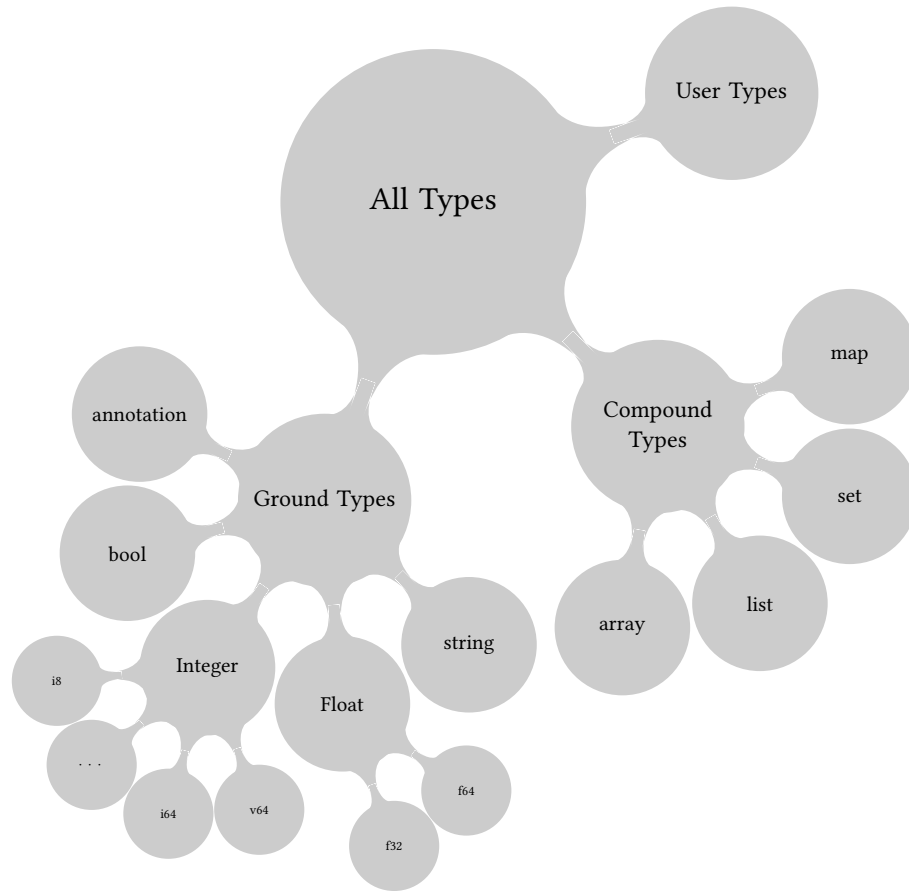 User Types
All Types
map
annotation
Compound
Types
Ground Types
set
bool
list
array
string
Integer
i8
Float
. . .
f64
i64
v64
f32